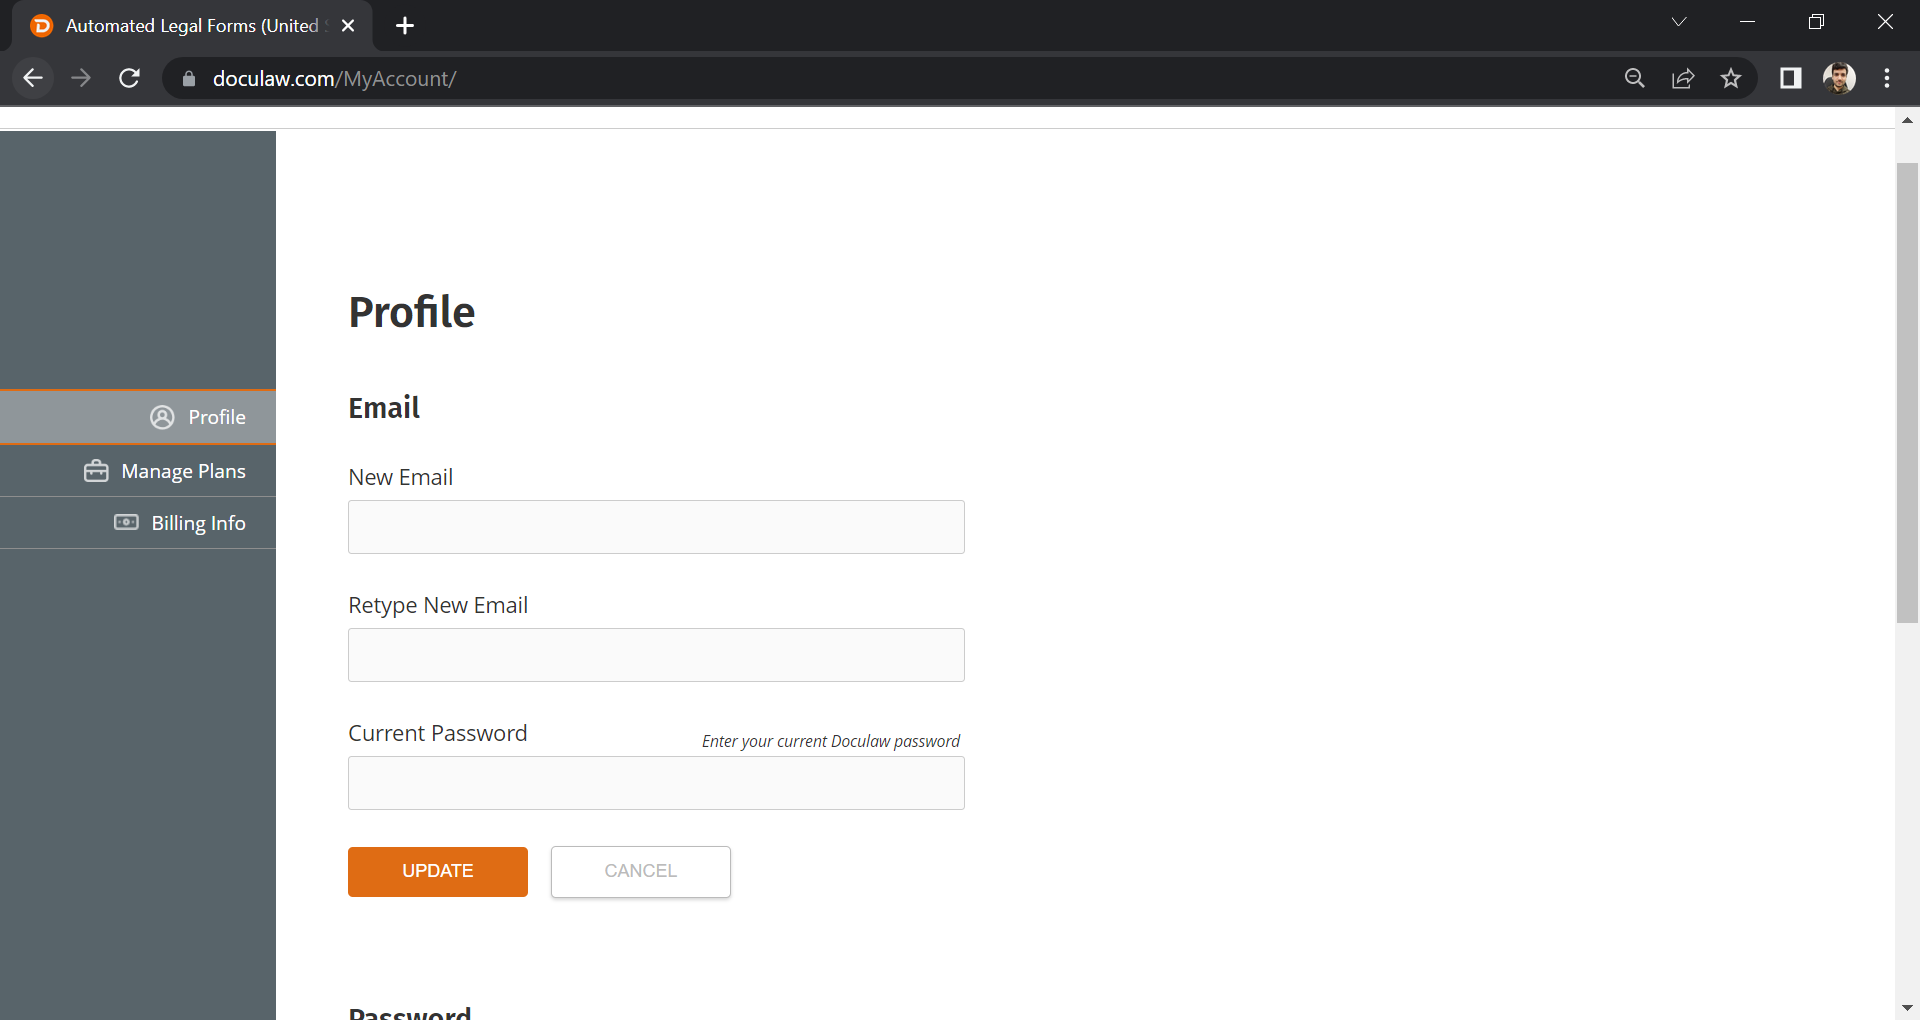 Automated Legal Forms (United
doculaw.com/MyAccount/
Profile
Manage Plans
Billing Info
Profile
Email
New Email
Retype New Email
Current Password
Enter your current Doculaw password
UPDATE
CANCEL
Password